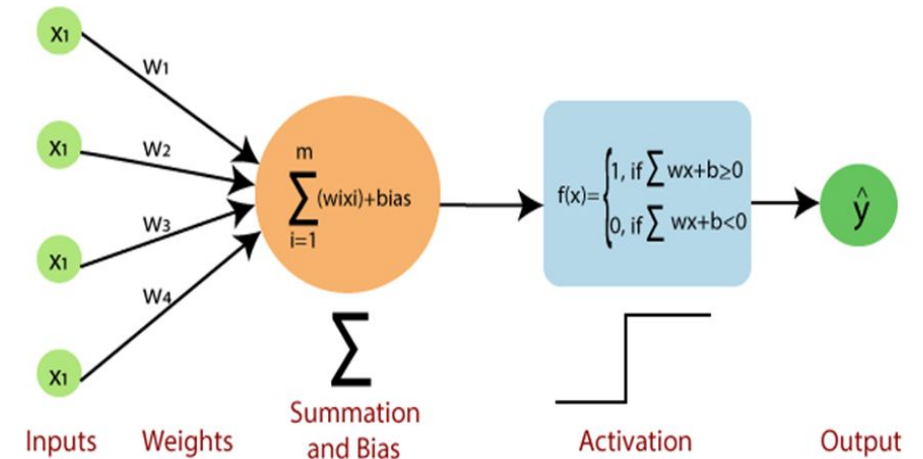 x1
W1
x1
W2
x1
W3
x1
W4
m
∑(wixi)+bias
i=1
f(x)={1, if ∑ wx+b≥0
0, if ∑ wx+b<0
ŷ
∑
Inputs
Weights
Summation
and Bias
Activation
Output